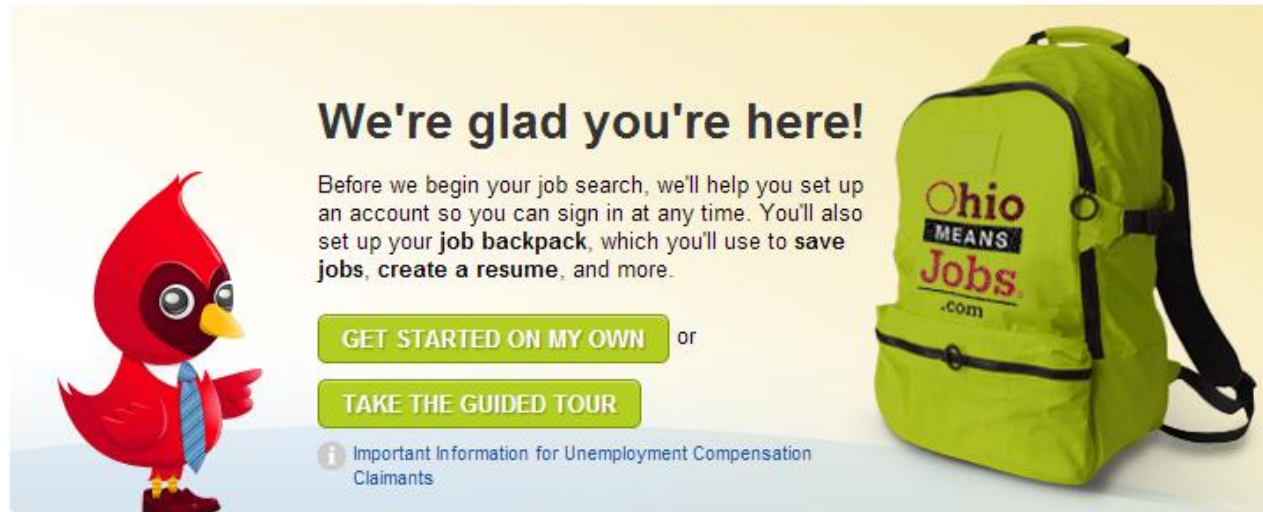 We're glad you're here!
Before we begin your job search, we'll help you set up
an account so you can sign in at any time. You'll also
set up your job backpack, which you'll use to save
jobs, create a resume, and more.
GET STARTED ON MY OWN or
TAKE THE GUIDED TOUR
i Important Information for Unemployment Compensation
Claimants
Ohio
MEANS
Jobs.
.com